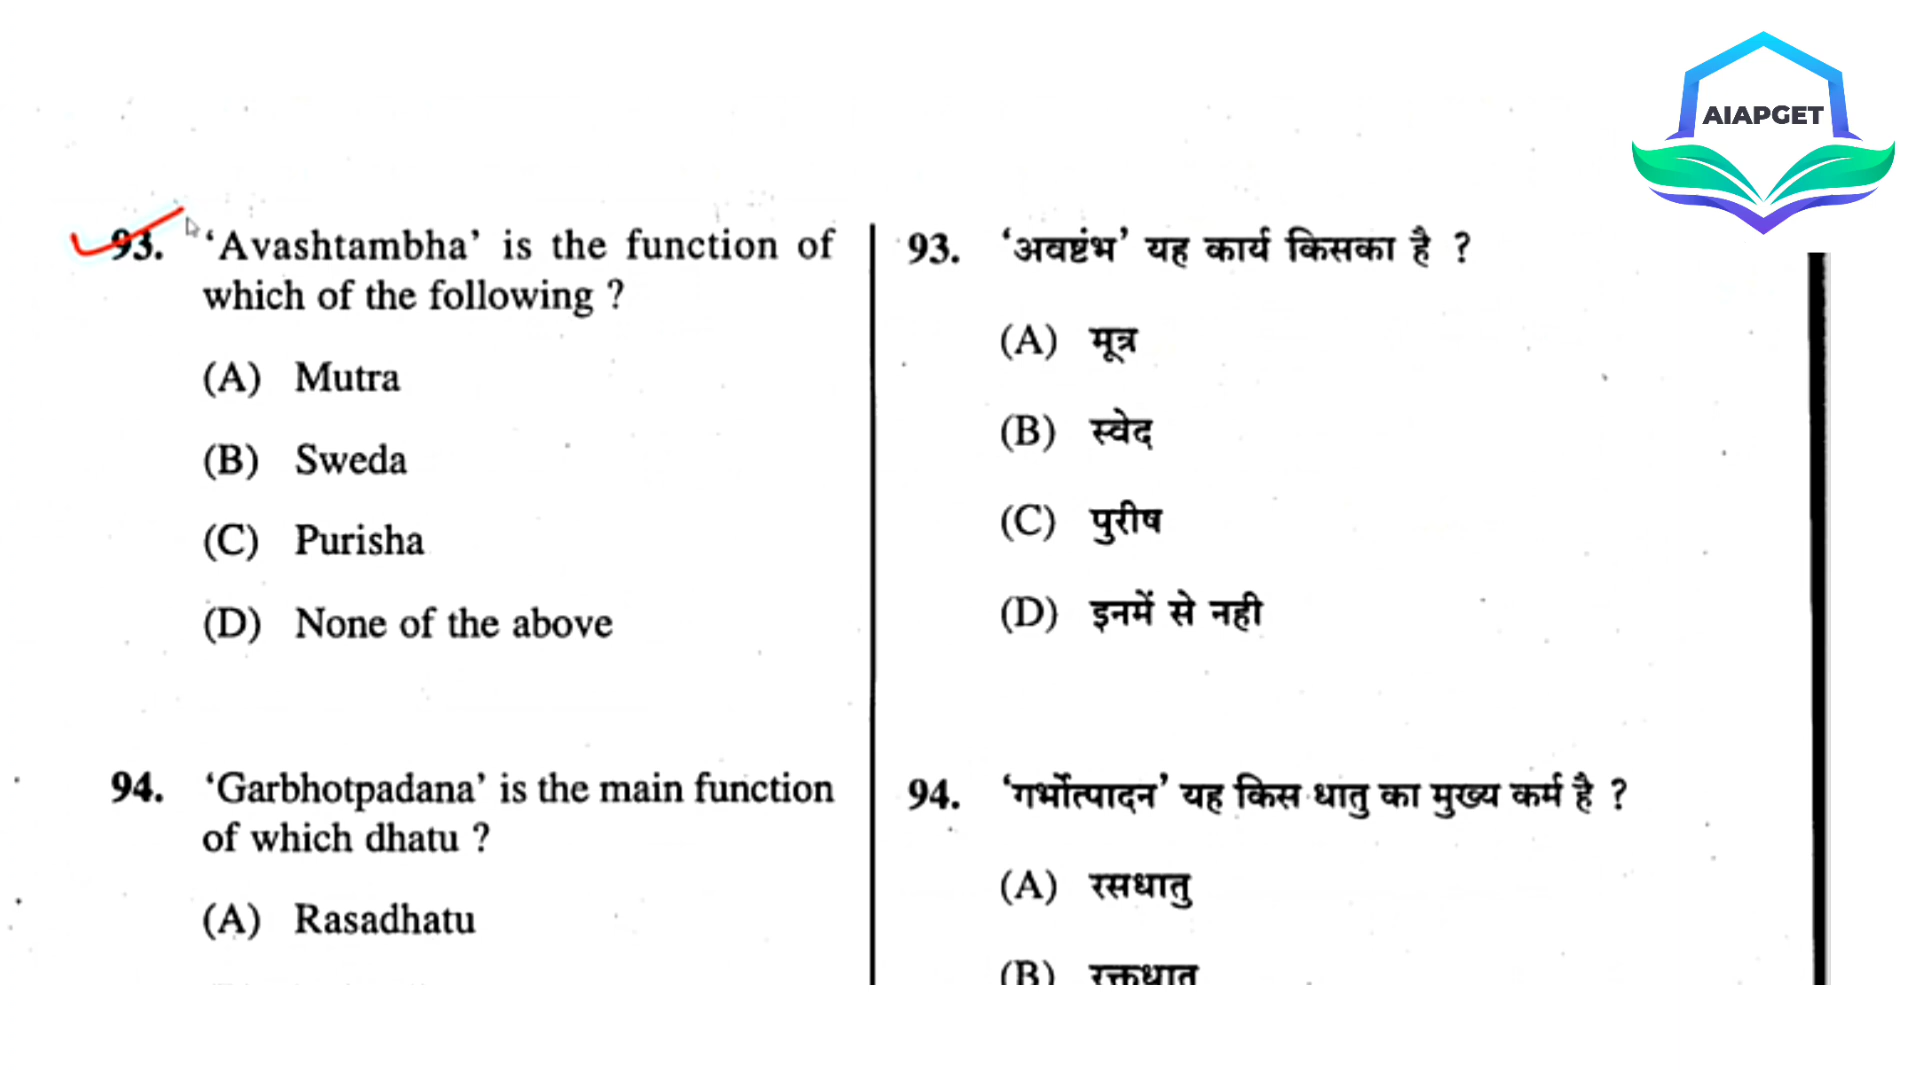 AIAPGET
93. ‘Avashtambha’ is the function of
which of the following ?
(A) Mutra
(B) Sweda
(C) Purisha
(D) None of the above
94. ‘Garbhotpadana’ is the main function
of which dhatu ?
(A) Rasadhatu
93. ‘अवष्टंभ’ यह कार्य किसका है ?
(A) मूत्र
(B) स्वेद
(C) पुरीष
(D) इनमें से नही
94. ‘गर्भोत्पादन’ यह किस धातु का मुख्य कर्म है ?
(A) रसधातु
(B) रक्तधातु